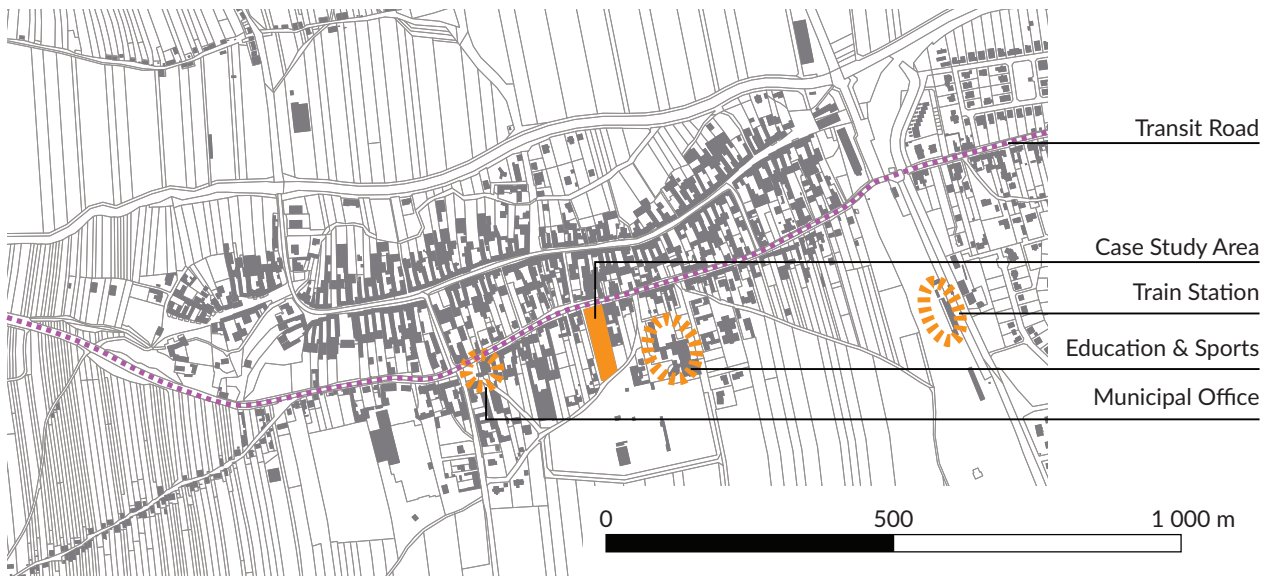 Transit Road
Case Study Area
Train Station
Education & Sports
Municipal Office
0 500 1 000 m